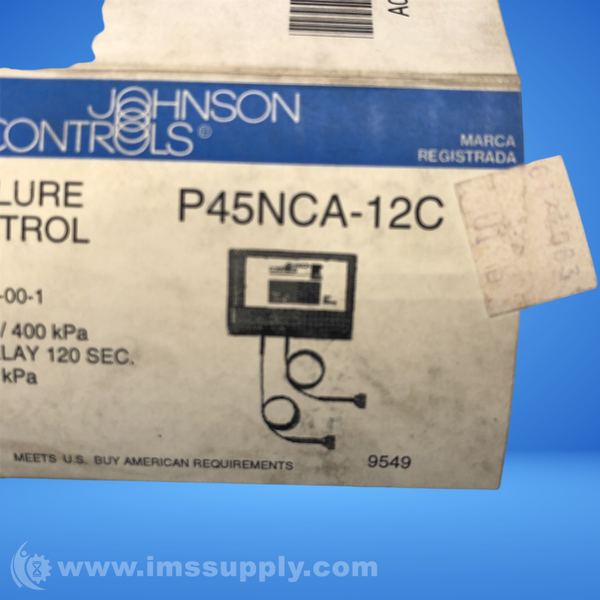 AC
JOHNSON
CONTROLS®
MARCA
REGISTRADA
LURE
TROL
P45NCA-12C
-00-1
/ 400 kPa
LAY 120 SEC.
kPa
MEETS U.S. BUY AMERICAN REQUIREMENTS
9549
www.imssupply.com